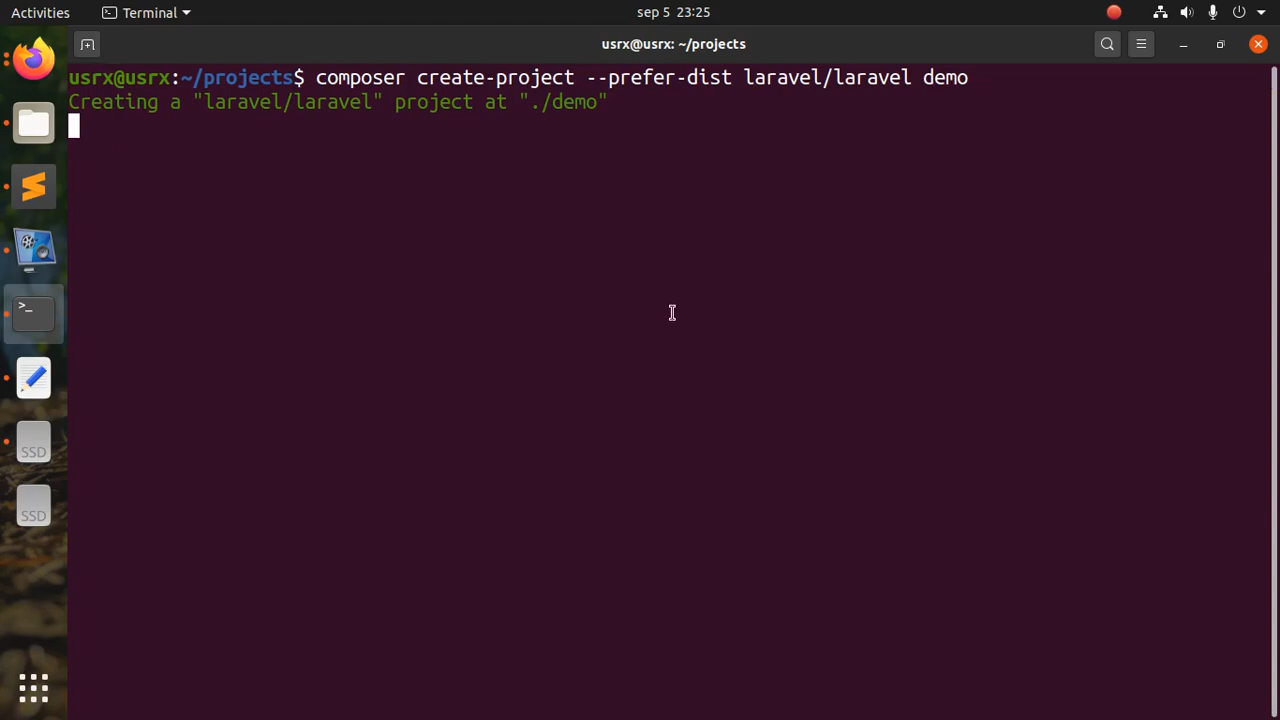 Activities
Terminal
sep 5 23:25
usrx@usrx: ~/projects
usrx@usrx:~/projects$ composer create-project --prefer-dist laravel/laravel demo
Creating a "laravel/laravel" project at "./demo"
>_
SSD
SSD